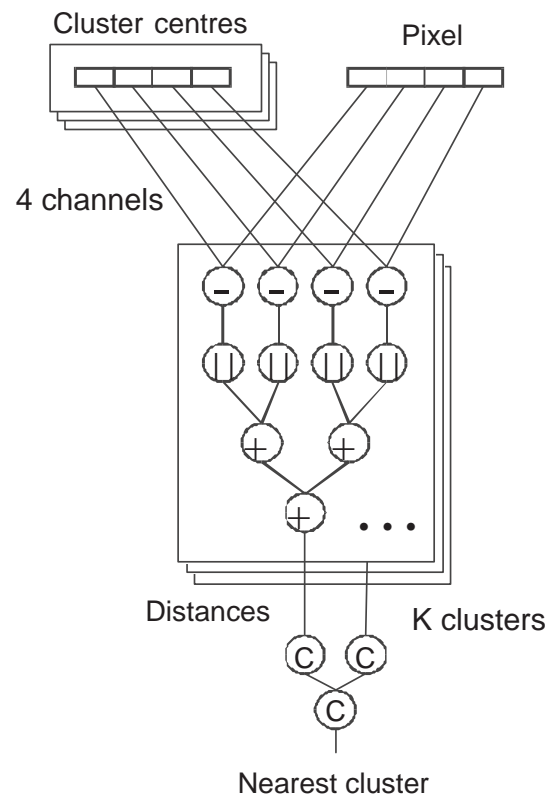 Cluster centres
Pixel
4 channels
- - - -
|| || || ||
+ +
+ • • •
Distances
K clusters
C C
C
Nearest cluster